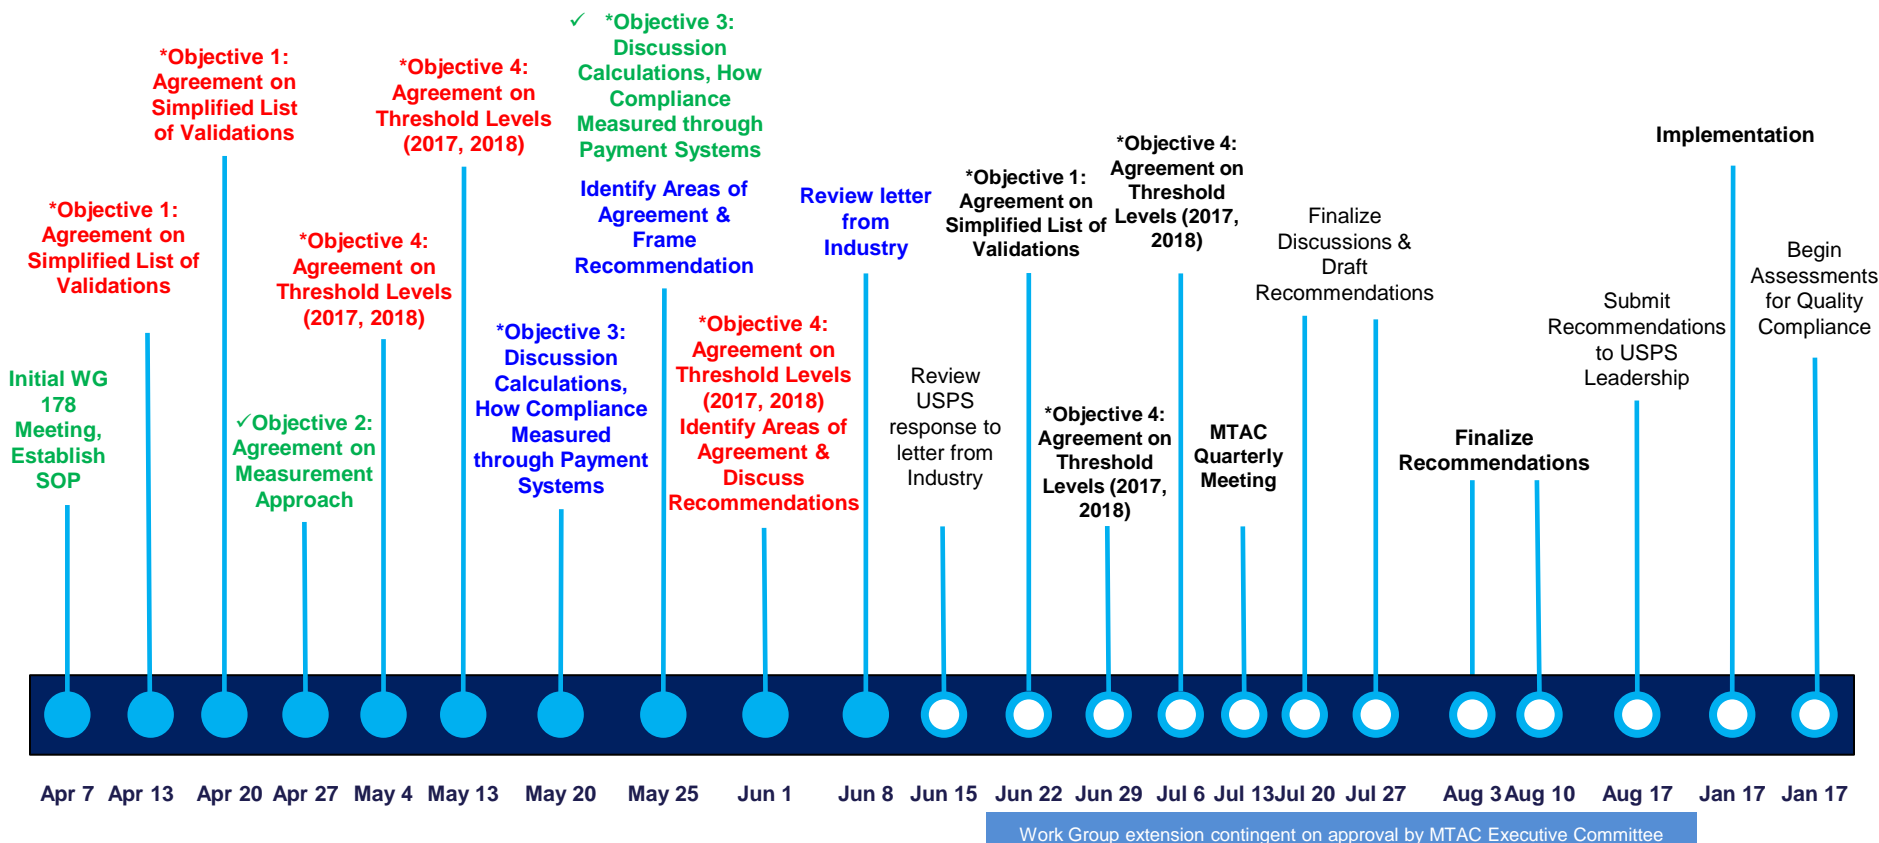 Initial WG
178
Meeting,
Establish
SOP
*Objective 1:
Agreement on
Simplified List of
Validations
*Objective 1:
Agreement on
Simplified List
of Validations
✓Objective 2:
Agreement on
Measurement
Approach
*Objective 4:
Agreement on
Threshold Levels
(2017, 2018)
*Objective 4:
Agreement on
Threshold Levels
(2017, 2018)
*Objective 3:
Discussion
Calculations,
How Compliance
Measured
through Payment
Systems
✓ *Objective 3:
Discussion
Calculations, How
Compliance
Measured through
Payment Systems
Identify Areas of
Agreement &
Frame
Recommendation
*Objective 4:
Agreement on
Threshold Levels
(2017, 2018)
Identify Areas of
Agreement &
Discuss
Recommendations
Review letter
from
Industry
Review
USPS
response to
letter from
Industry
*Objective 1:
Agreement on
Simplified List of
Validations
*Objective 4:
Agreement on
Threshold
Levels (2017,
2018)
*Objective 4:
Agreement on
Threshold
Levels (2017,
2018)
MTAC
Quarterly
Meeting
Finalize
Discussions &
Draft
Recommendations
Finalize
Recommendations
Submit
Recommendations
to USPS
Leadership
Implementation
Begin
Assessments
for Quality
Compliance
Apr 7 Apr 13 Apr 20 Apr 27 May 4 May 13 May 20 May 25 Jun 1 Jun 8 Jun 15 Jun 22 Jun 29 Jul 6 Jul 13 Jul 20 Jul 27 Aug 3 Aug 10 Aug 17 Jan 17 Jan 17
Work Group extension contingent on approval by MTAC Executive Committee